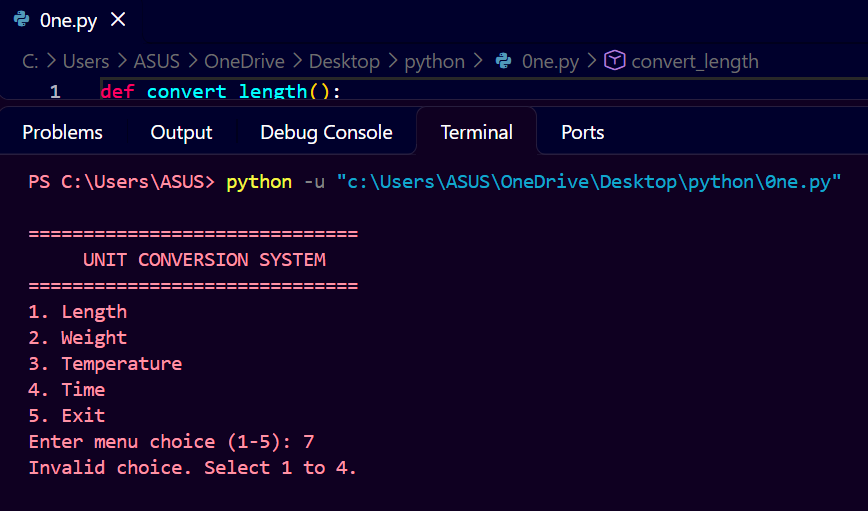 0ne.py ×
C: > Users > ASUS > OneDrive > Desktop > python > 0ne.py > convert_length
1 def convert_length():
Problems Output Debug Console Terminal Ports
PS C:\Users\ASUS> python -u "c:\Users\ASUS\OneDrive\Desktop\python\0ne.py"
==============================
UNIT CONVERSION SYSTEM
==============================
1. Length
2. Weight
3. Temperature
4. Time
5. Exit
Enter menu choice (1-5): 7
Invalid choice. Select 1 to 4.